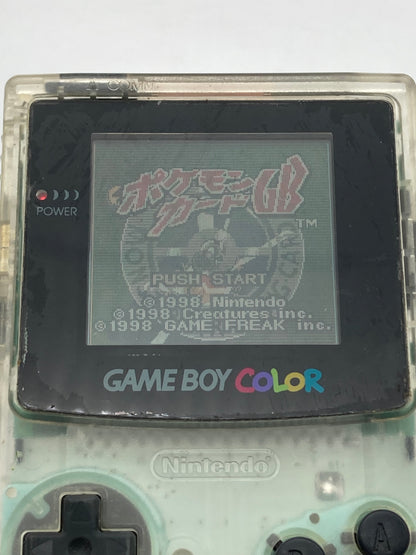 COMM.
POWER
ポケモン
カードGB
TM
PUSH START
©1998 Nintendo
©1998 Creatures inc.
©1998 GAME FREAK inc.
GAME BOY COLOR
Nintendo
A